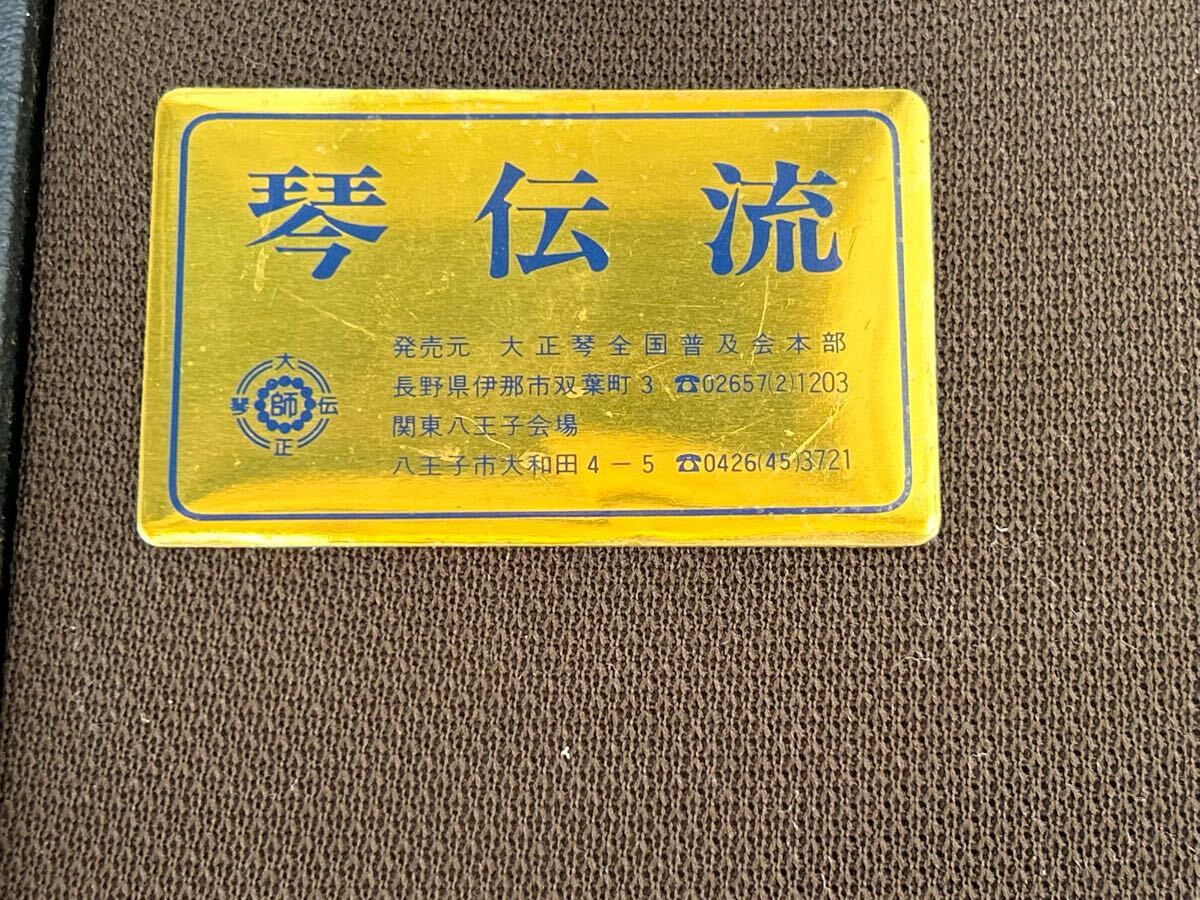 琴伝流
発売元 大正琴全国普及会本部
長野県伊那市双葉町3 ☎02657(2)1203
関東八王子会場
八王子市大和田4-5 ☎0426(45)3721
大
琴 師 伝
正